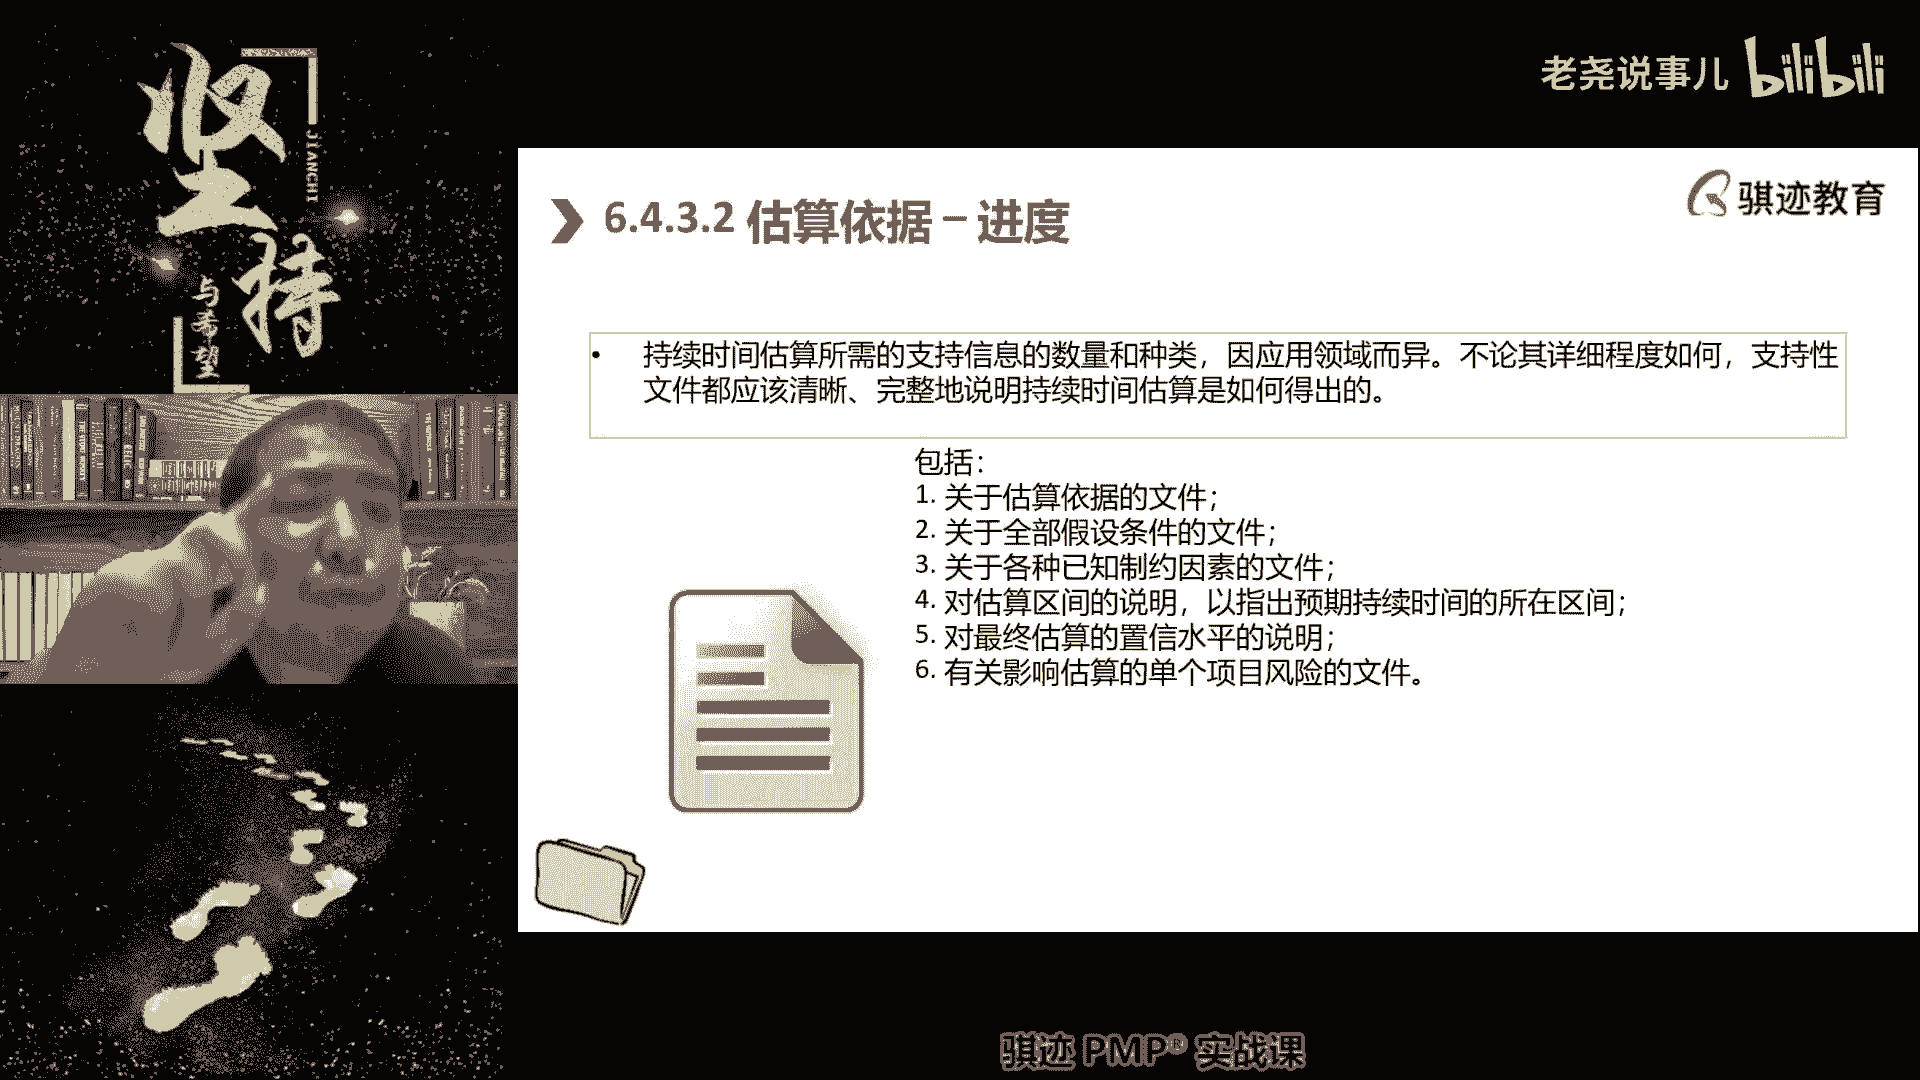 坚持
JIANCHI
与希望
老尧说事儿 bilibili
骐迹教育
6.4.3.2 估算依据 – 进度
• 持续时间估算所需的支持信息的数量和种类，因应用领域而异。不论其详细程度如何，支持性
文件都应该清晰、完整地说明持续时间估算是如何得出的。
包括：
1. 关于估算依据的文件；
2. 关于全部假设条件的文件；
3. 关于各种已知制约因素的文件；
4. 对估算区间的说明，以指出预期持续时间的所在区间；
5. 对最终估算的置信水平的说明；
6. 有关影响估算的单个项目风险的文件。
骐迹 PMP® 实战课